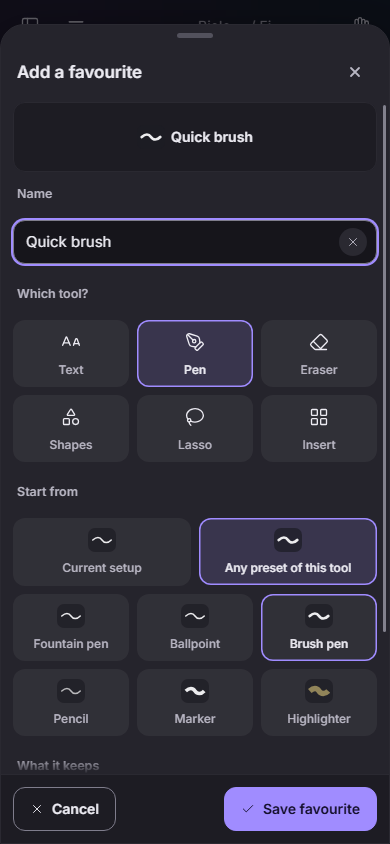 Add a favourite
Quick brush
Name
Quick brush
Which tool?
Text
Pen
Eraser
Shapes
Lasso
Insert
Start from
Current setup
Any preset of this tool
Fountain pen
Ballpoint
Brush pen
Pencil
Marker
Highlighter
What it keeps
Cancel
Save favourite